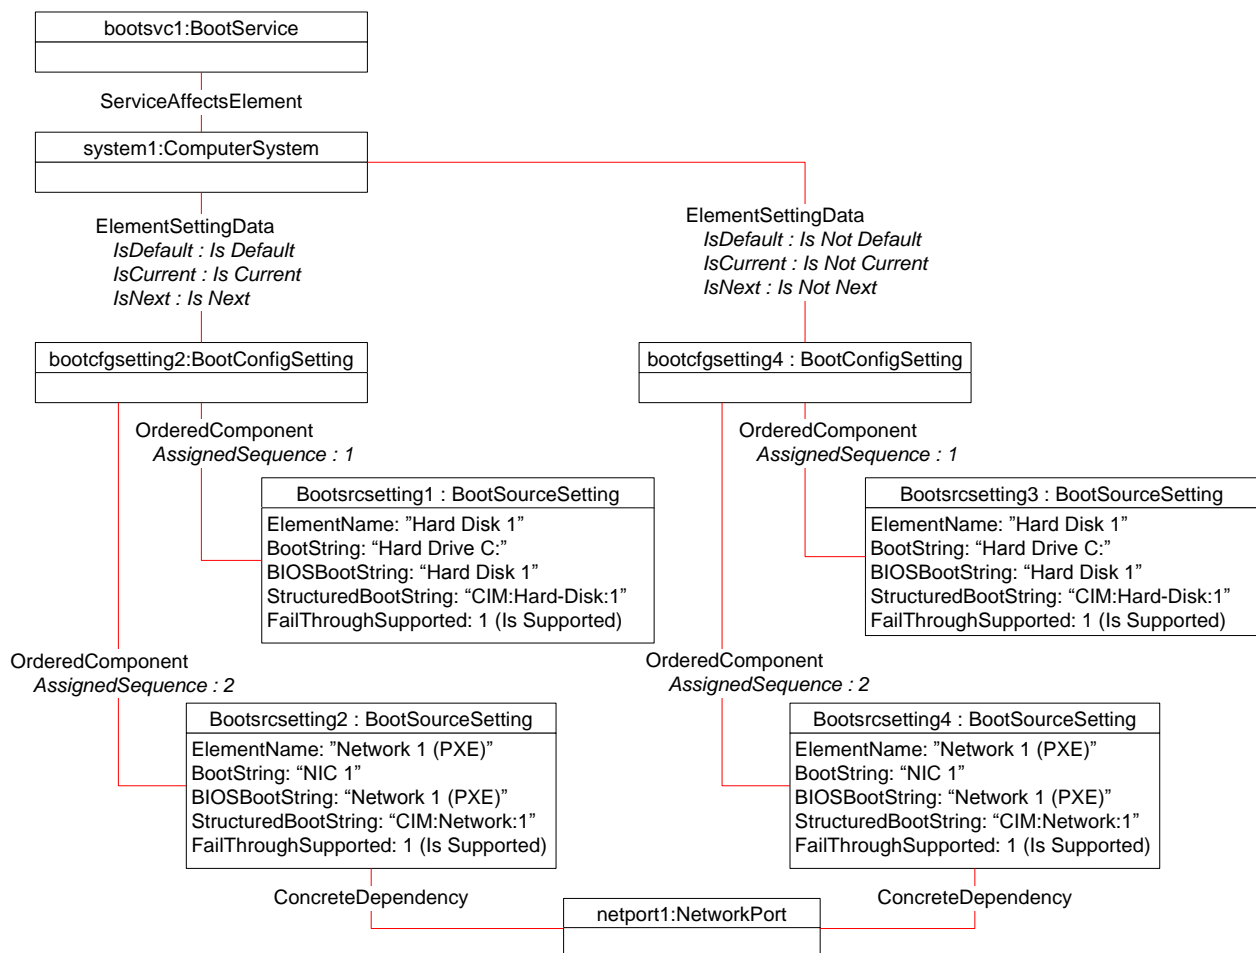 bootsvc1:BootService
ServiceAffectsElement
system1:ComputerSystem
ElementSettingData
IsDefault : Is Default
IsCurrent : Is Current
IsNext : Is Next
ElementSettingData
IsDefault : Is Not Default
IsCurrent : Is Not Current
IsNext : Is Not Next
bootcfgsetting2:BootConfigSetting
bootcfgsetting4 : BootConfigSetting
OrderedComponent
AssignedSequence : 1
OrderedComponent
AssignedSequence : 1
Bootsrcsetting1 : BootSourceSetting
ElementName: ”Hard Disk 1”
BootString: “Hard Drive C:”
BIOSBootString: “Hard Disk 1”
StructuredBootString: “CIM:Hard-Disk:1”
FailThroughSupported: 1 (Is Supported)
Bootsrcsetting3 : BootSourceSetting
ElementName: ”Hard Disk 1”
BootString: “Hard Drive C:”
BIOSBootString: “Hard Disk 1”
StructuredBootString: “CIM:Hard-Disk:1”
FailThroughSupported: 1 (Is Supported)
OrderedComponent
AssignedSequence : 2
OrderedComponent
AssignedSequence : 2
Bootsrcsetting2 : BootSourceSetting
ElementName: ”Network 1 (PXE)”
BootString: “NIC 1”
BIOSBootString: “Network 1 (PXE)”
StructuredBootString: “CIM:Network:1”
FailThroughSupported: 1 (Is Supported)
Bootsrcsetting4 : BootSourceSetting
ElementName: ”Network 1 (PXE)”
BootString: “NIC 1”
BIOSBootString: “Network 1 (PXE)”
StructuredBootString: “CIM:Network:1”
FailThroughSupported: 1 (Is Supported)
ConcreteDependency
ConcreteDependency
netport1:NetworkPort